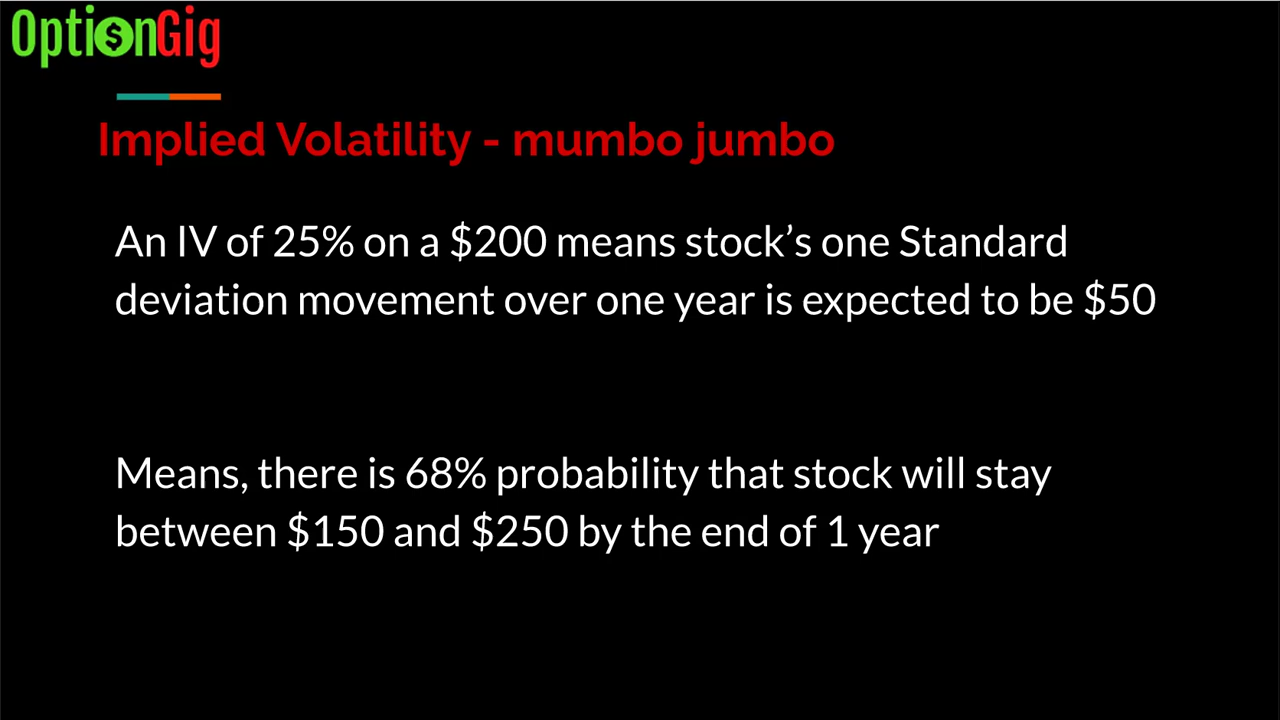 OptionGig
Implied Volatility - mumbo jumbo
An IV of 25% on a $200 means stock’s one Standard
deviation movement over one year is expected to be $50
Means, there is 68% probability that stock will stay
between $150 and $250 by the end of 1 year